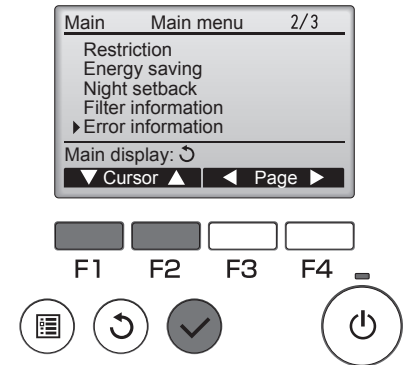 Main Main menu 2/3
Restriction
Energy saving
Night setback
Filter information
Error information
Main display:
Cursor Page
F1 F2 F3 F4